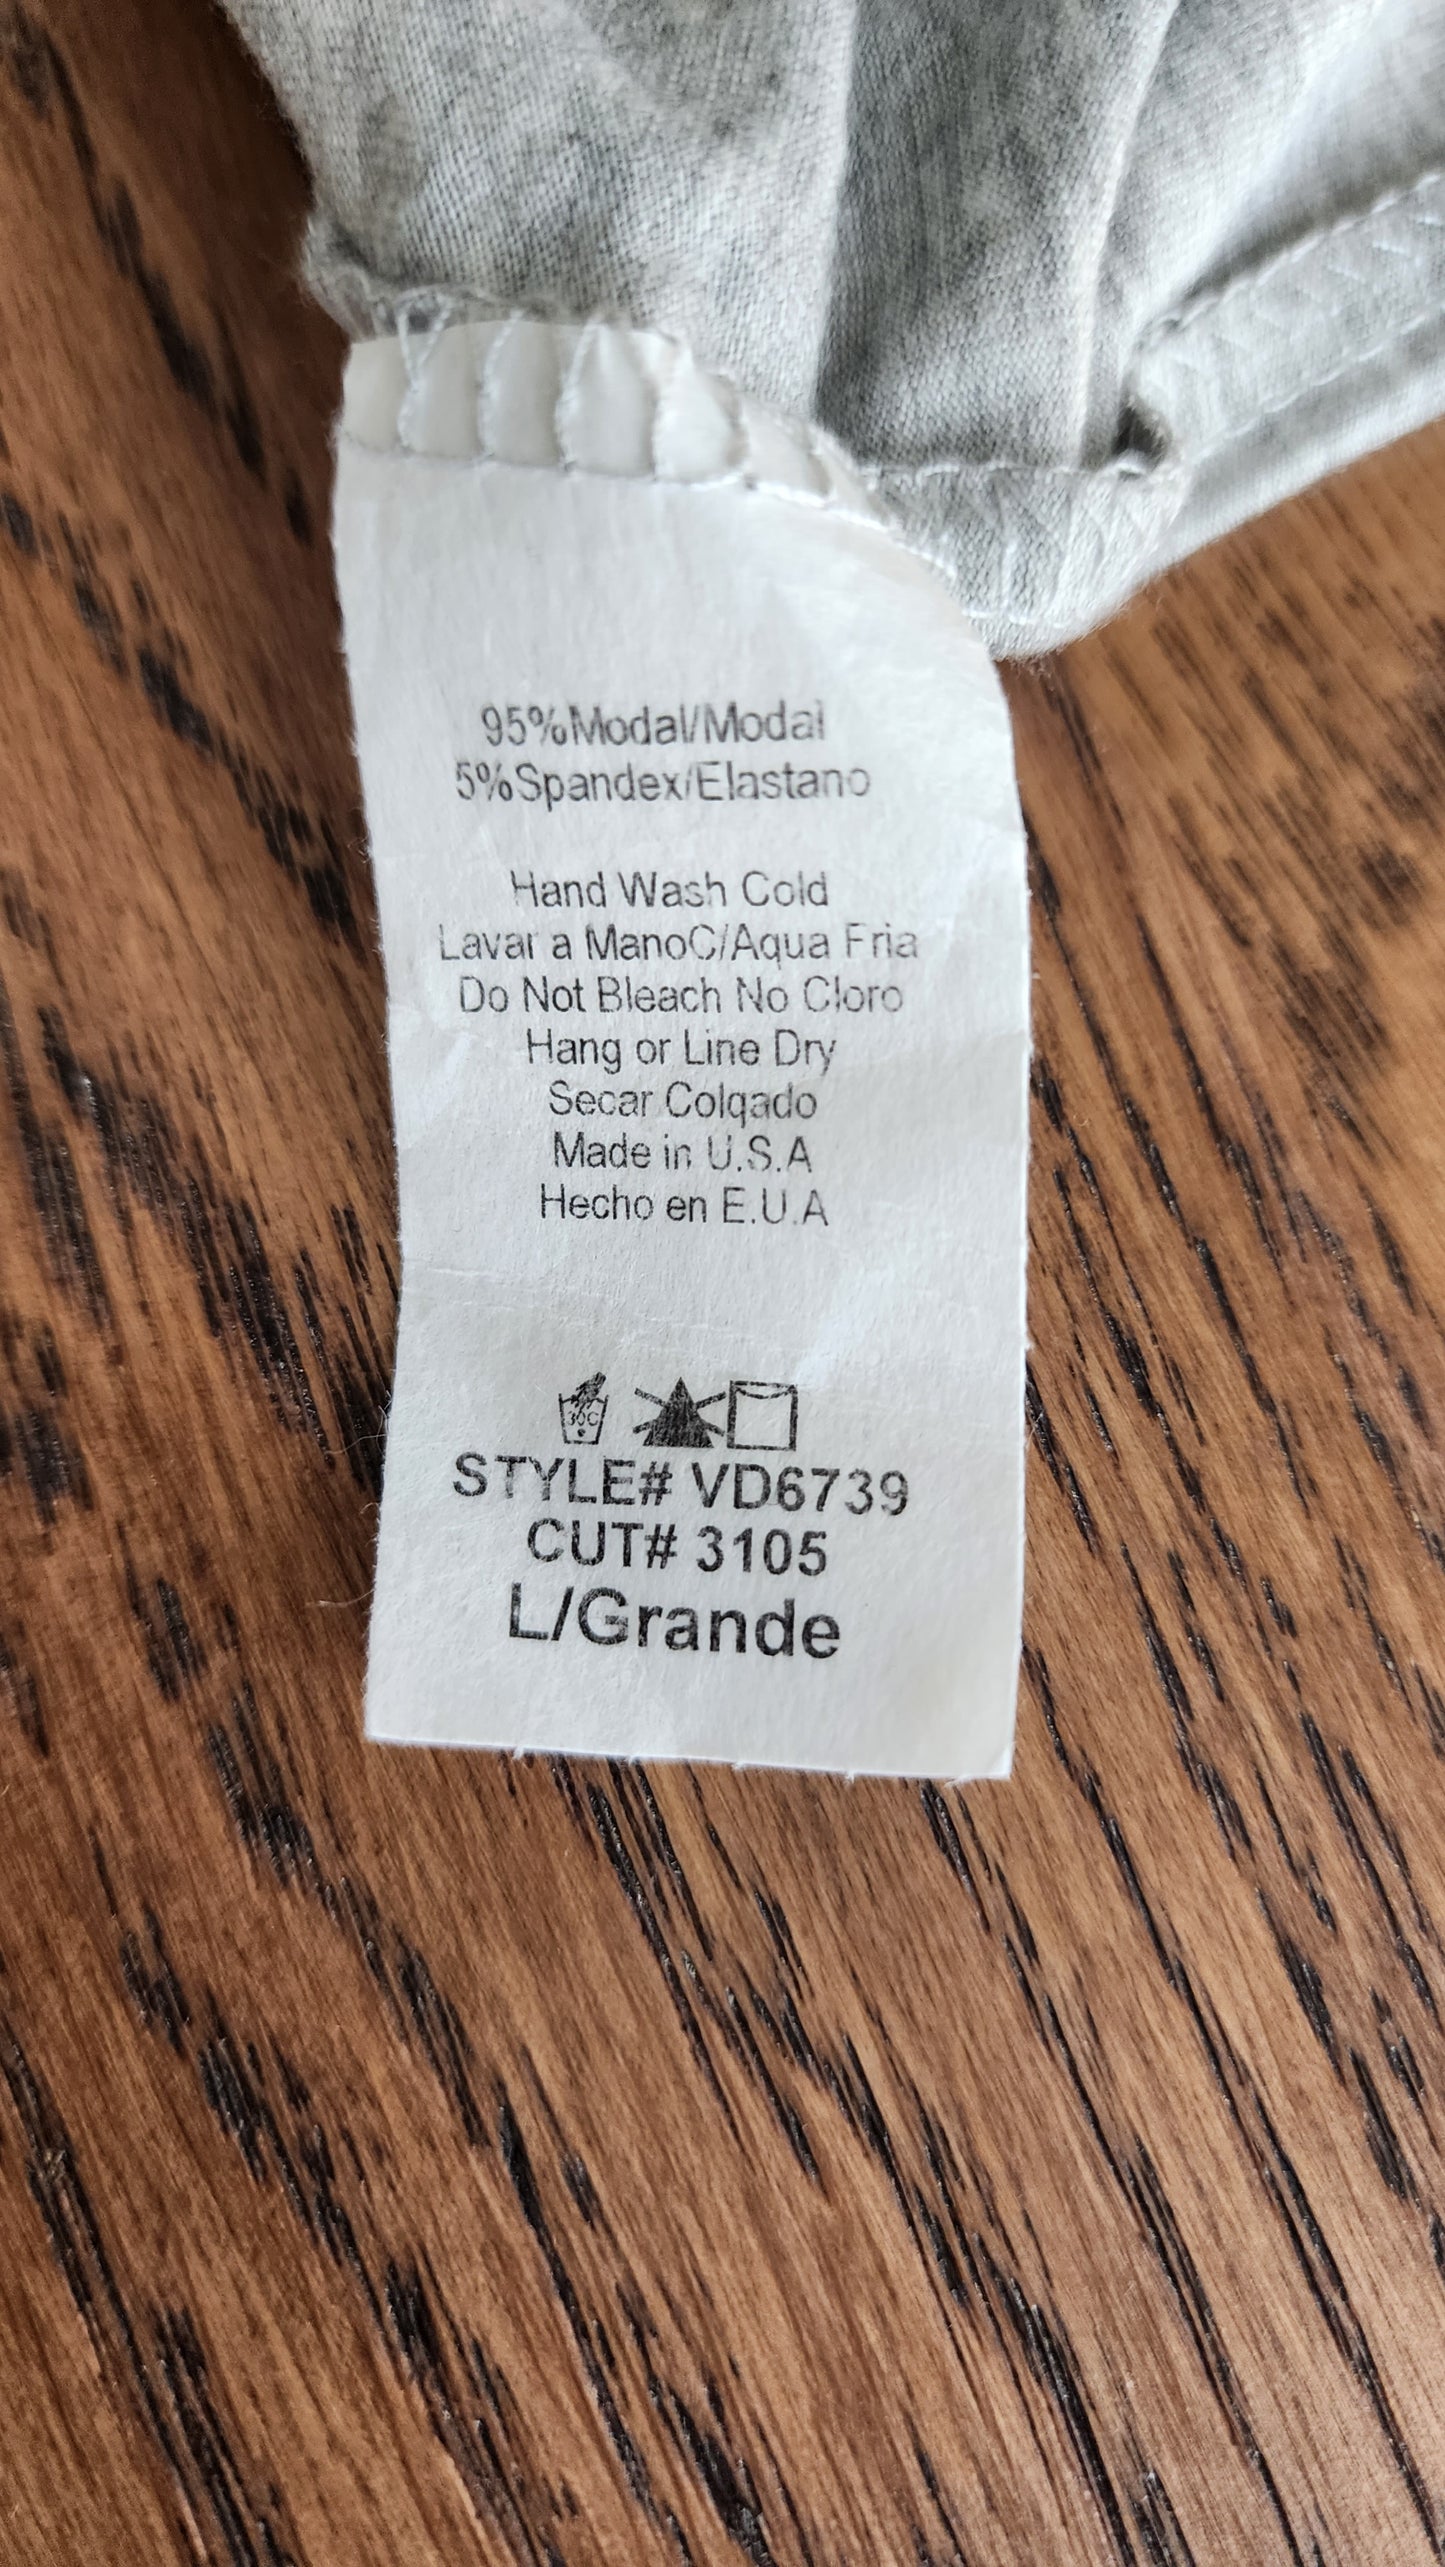 95%Modal/Modal
5%Spandex/Elastano
Hand Wash Cold
Lavar a ManoC/Aqua Fria
Do Not Bleach No Cloro
Hang or Line Dry
Secar Colqado
Made in U.S.A
Hecho en E.U.A
30C
STYLE# VD6739
CUT# 3105
L/Grande